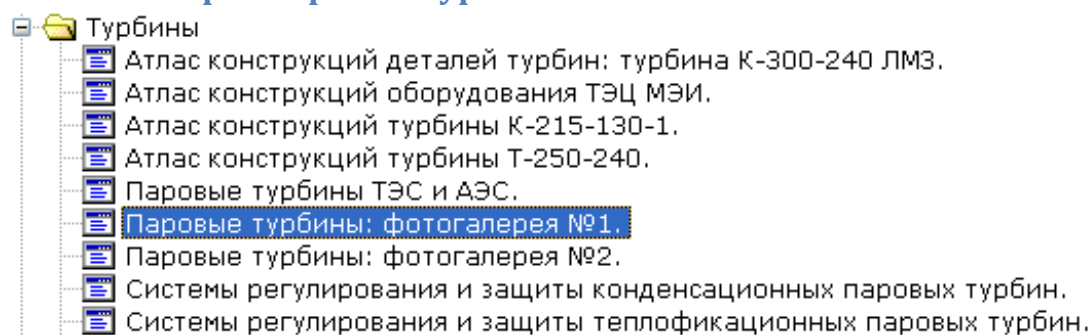 Турбины
Атлас конструкций деталей турбин: турбина К-300-240 ЛМЗ.
Атлас конструкций оборудования ТЭЦ МЭИ.
Атлас конструкций турбины К-215-130-1.
Атлас конструкций турбины Т-250-240.
Паровые турбины ТЭС и АЭС.
Паровые турбины: фотогалерея №1.
Паровые турбины: фотогалерея №2.
Системы регулирования и защиты конденсационных паровых турбин.
Системы регулирования и защиты теплофикационных паровых турбин.